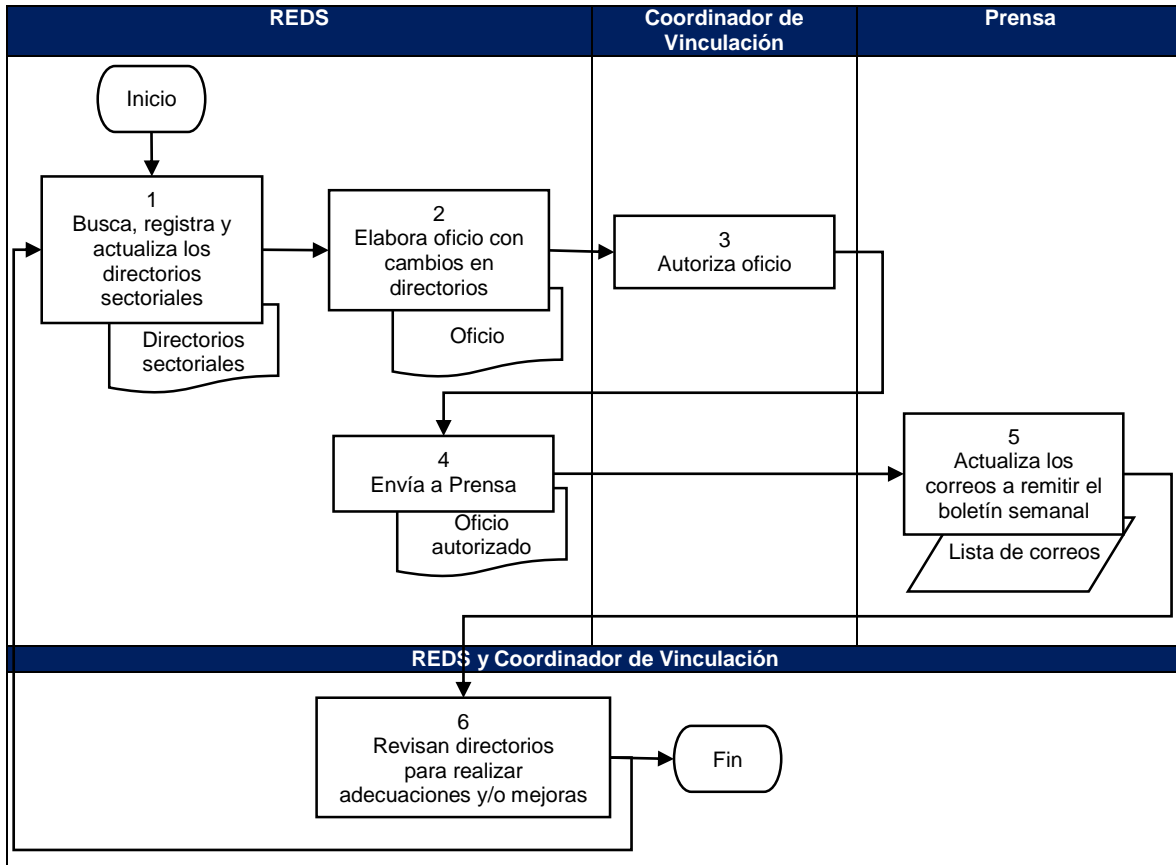 REDS
Coordinador de
Vinculación
Prensa
Inicio
1
Busca, registra y
actualiza los
directorios
sectoriales
Directorios
sectoriales
2
Elabora oficio con
cambios en
directorios
Oficio
3
Autoriza oficio
4
Envía a Prensa
Oficio
autorizado
5
Actualiza los
correos a remitir el
boletín semanal
Lista de correos
REDS y Coordinador de Vinculación
6
Revisan directorios
para realizar
adecuaciones y/o mejoras
Fin